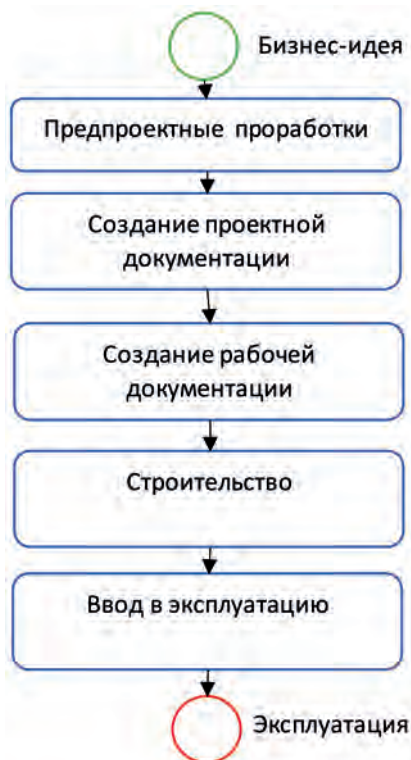 Бизнес-идея
Предпроектные проработки
Создание проектной
документации
Создание рабочей
документации
Строительство
Ввод в эксплуатацию
Эксплуатация